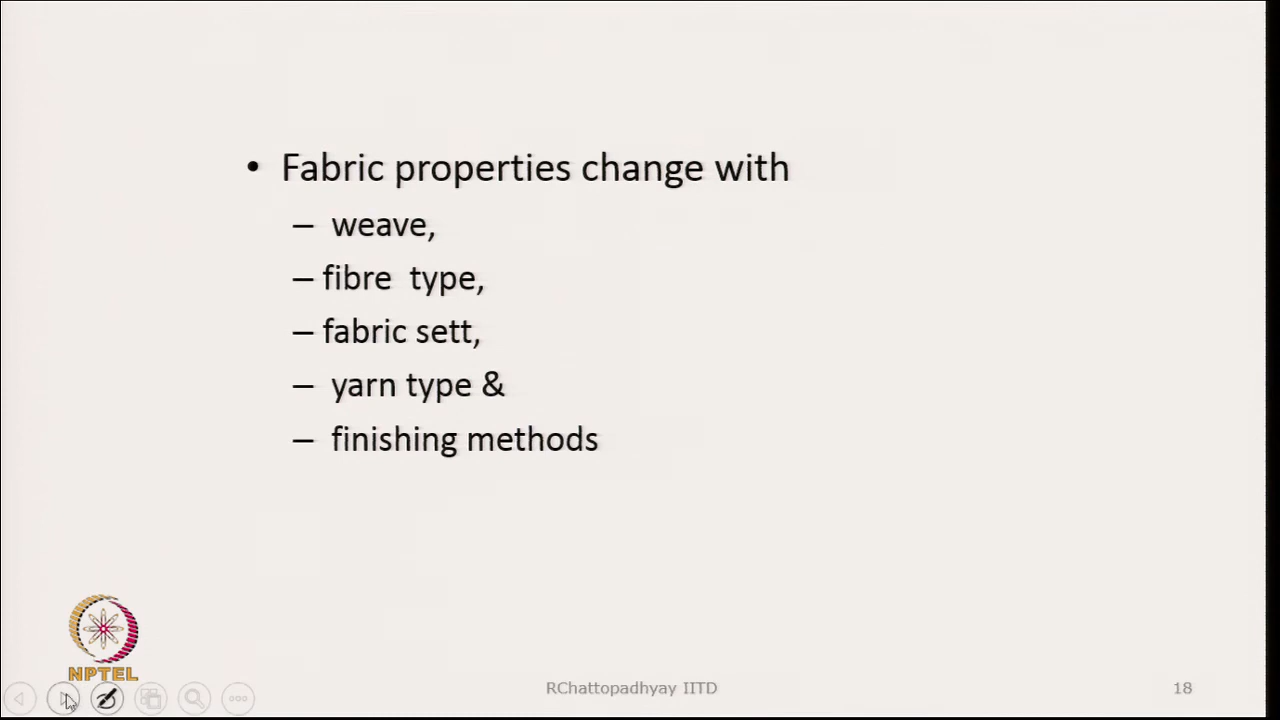 • Fabric properties change with
– weave,
– fibre type,
– fabric sett,
– yarn type &
– finishing methods
NPTEL
RChattopadhyay IITD 18